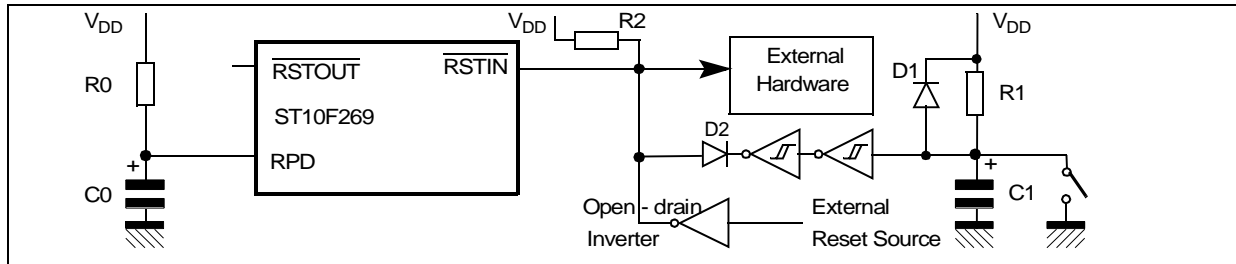 VDD
R0
+
C0
RSTOUT
RSTIN
ST10F269
RPD
VDD
R2
External
Hardware
D2
Open - drain
Inverter
External
Reset Source
D1
VDD
R1
+
C1